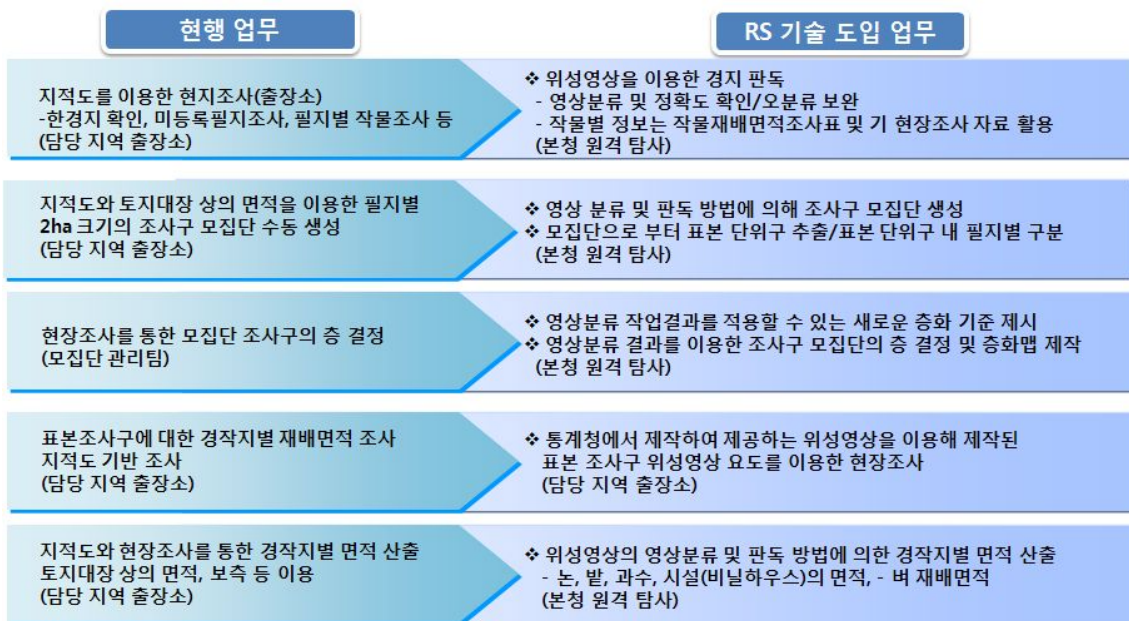 현행 업무
RS 기술 도입 업무
지적도를 이용한 현지조사(출장소)
-한경지 확인, 미등록필지조사, 필지별 작물조사 등
(담당 지역 출장소)
❖ 위성영상을 이용한 경지 판독
- 영상분류 및 정확도 확인/오분류 보완
- 작물별 정보는 작물재배면적조사표 및 기 현장조사 자료 활용
(본청 원격 탐사)
지적도와 토지대장 상의 면적을 이용한 필지별
2ha 크기의 조사구 모집단 수동 생성
(담당 지역 출장소)
❖ 영상 분류 및 판독 방법에 의해 조사구 모집단 생성
❖ 모집단으로 부터 표본 단위구 추출/표본 단위구 내 필지별 구분
(본청 원격 탐사)
현장조사를 통한 모집단 조사구의 층 결정
(모집단 관리팀)
❖ 영상분류 작업결과를 적용할 수 있는 새로운 층화 기준 제시
❖ 영상분류 결과를 이용한 조사구 모집단의 층 결정 및 층화맵 제작
(본청 원격 탐사)
표본조사구에 대한 경작지별 재배면적 조사
지적도 기반 조사
(담당 지역 출장소)
❖ 통계청에서 제작하여 제공하는 위성영상을 이용해 제작된
표본 조사구 위성영상 요도를 이용한 현장조사
(담당 지역 출장소)
지적도와 현장조사를 통한 경작지별 면적 산출
토지대장 상의 면적, 보측 등 이용
(담당 지역 출장소)
❖ 위성영상의 영상분류 및 판독 방법에 의한 경작지별 면적 산출
- 논, 밭, 과수, 시설(비닐하우스)의 면적, - 벼 재배면적
(본청 원격 탐사)